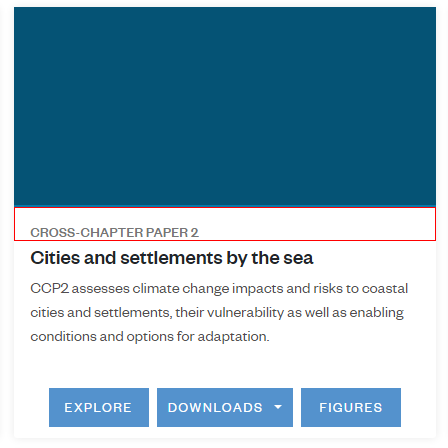 CROSS-CHAPTER PAPER 2
Cities and settlements by the sea
CCP2 assesses climate change impacts and risks to coastal
cities and settlements, their vulnerability as well as enabling
conditions and options for adaptation.
EXPLORE
DOWNLOADS
FIGURES